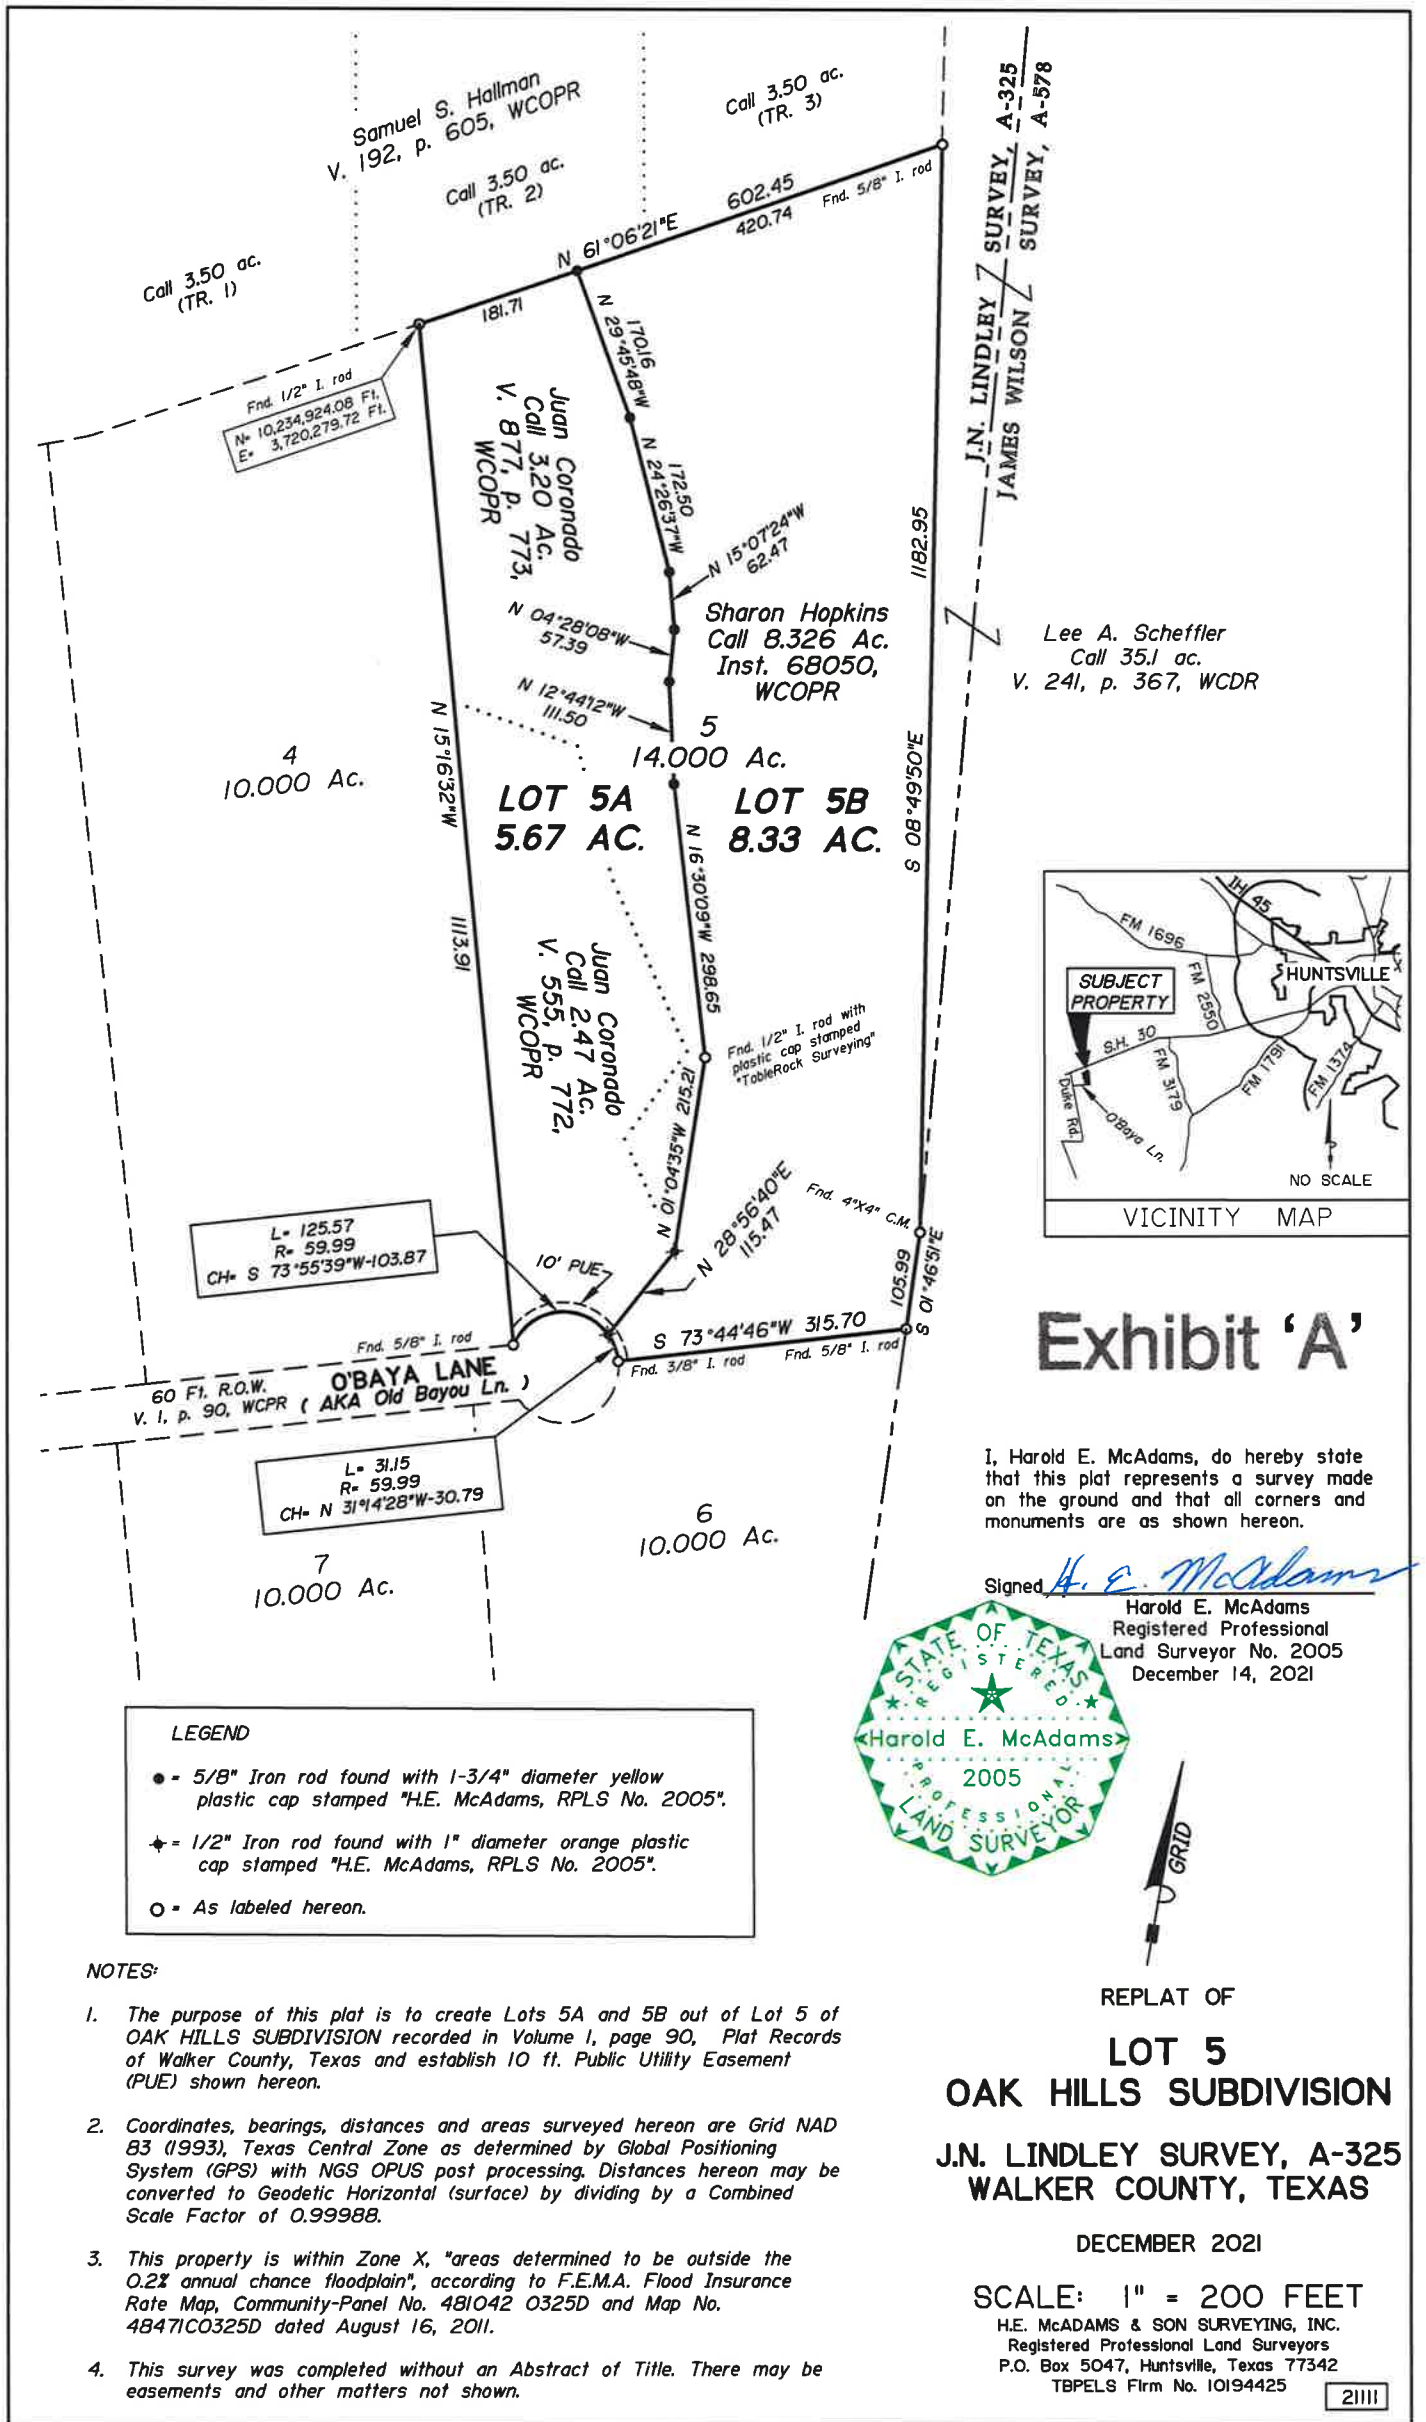 Samuel S. Hallman
V. 192, p. 605, WCOPR
Call 3.50 ac.
(TR. 3)
Call 3.50 ac.
(TR. 2)
Call 3.50 ac.
(TR. 1)
J.N. LINDLEY SURVEY, A-325
JAMES WILSON SURVEY, A-578
N 61°06'21"E
602.45
420.74
Fnd. 5/8" I. rod
181.71
Fnd. 1/2" I. rod
N= 10,234,924.08 Ft.
E= 3,720,279.72 Ft.
N 29°45'48"W
170.16
N 24°26'37"W
172.50
N 15°07'24"W
62.47
N 04°28'08"W
57.39
N 12°44'12"W
111.50
Juan Coronado
Call 3.20 Ac.
V. 877, p. 773,
WCOPR
Sharon Hopkins
Call 8.326 Ac.
Inst. 68050,
WCOPR
1182.95
S 08°49'50"E
Lee A. Scheffler
Call 35.1 ac.
V. 241, p. 367, WCDR
4
10.000 Ac.
N 15°16'32"W
1113.91
5
14.000 Ac.
LOT 5A
5.67 AC.
LOT 5B
8.33 AC.
N 16°30'09"W 298.65
Juan Coronado
Call 2.47 Ac.
V. 555, p. 772,
WCOPR
Fnd. 1/2" I. rod with
plastic cap stamped
"TableRock Surveying"
N 01°04'35"W 215.21
N 28°56'40"E
115.47
Fnd. 4"X4" C.M.
105.99
S 01°46'51"E
L= 125.57
R= 59.99
CH= S 73°55'39"W-103.87
10' PUE
S 73°44'46"W 315.70
Fnd. 5/8" I. rod
Fnd. 3/8" I. rod
Fnd. 5/8" I. rod
60 Ft. R.O.W.
V. 1, p. 90, WCPR
O'BAYA LANE
( AKA Old Bayou Ln. )
L= 31.15
R= 59.99
CH= N 31°14'28"W-30.79
6
10.000 Ac.
7
10.000 Ac.
IH 45
FM 1696
FM 2550
HUNTSVILLE
SUBJECT
PROPERTY
S.H. 30
FM 3179
FM 1791
FM 1374
Duke Rd.
O'Baya Ln.
NO SCALE
VICINITY MAP
Exhibit 'A'
I, Harold E. McAdams, do hereby state
that this plat represents a survey made
on the ground and that all corners and
monuments are as shown hereon.
Signed H. E. McAdams
Harold E. McAdams
Registered Professional
Land Surveyor No. 2005
December 14, 2021
STATE OF TEXAS
REGISTERED
Harold E. McAdams
2005
PROFESSIONAL
LAND SURVEYOR
LEGEND
= 5/8" Iron rod found with 1-3/4" diameter yellow
plastic cap stamped "H.E. McAdams, RPLS No. 2005".
= 1/2" Iron rod found with 1" diameter orange plastic
cap stamped "H.E. McAdams, RPLS No. 2005".
= As labeled hereon.
GRID
NOTES:
1. The purpose of this plat is to create Lots 5A and 5B out of Lot 5 of
OAK HILLS SUBDIVISION recorded in Volume 1, page 90, Plat Records
of Walker County, Texas and establish 10 ft. Public Utility Easement
(PUE) shown hereon.
2. Coordinates, bearings, distances and areas surveyed hereon are Grid NAD
83 (1993), Texas Central Zone as determined by Global Positioning
System (GPS) with NGS OPUS post processing. Distances hereon may be
converted to Geodetic Horizontal (surface) by dividing by a Combined
Scale Factor of 0.99988.
3. This property is within Zone X, "areas determined to be outside the
0.2% annual chance floodplain", according to F.E.M.A. Flood Insurance
Rate Map, Community-Panel No. 481042 0325D and Map No.
48471C0325D dated August 16, 2011.
4. This survey was completed without an Abstract of Title. There may be
easements and other matters not shown.
REPLAT OF
LOT 5
OAK HILLS SUBDIVISION
J.N. LINDLEY SURVEY, A-325
WALKER COUNTY, TEXAS
DECEMBER 2021
SCALE: 1" = 200 FEET
H.E. McADAMS & SON SURVEYING, INC.
Registered Professional Land Surveyors
P.O. Box 5047, Huntsville, Texas 77342
TBPELS Firm No. 10194425
21111